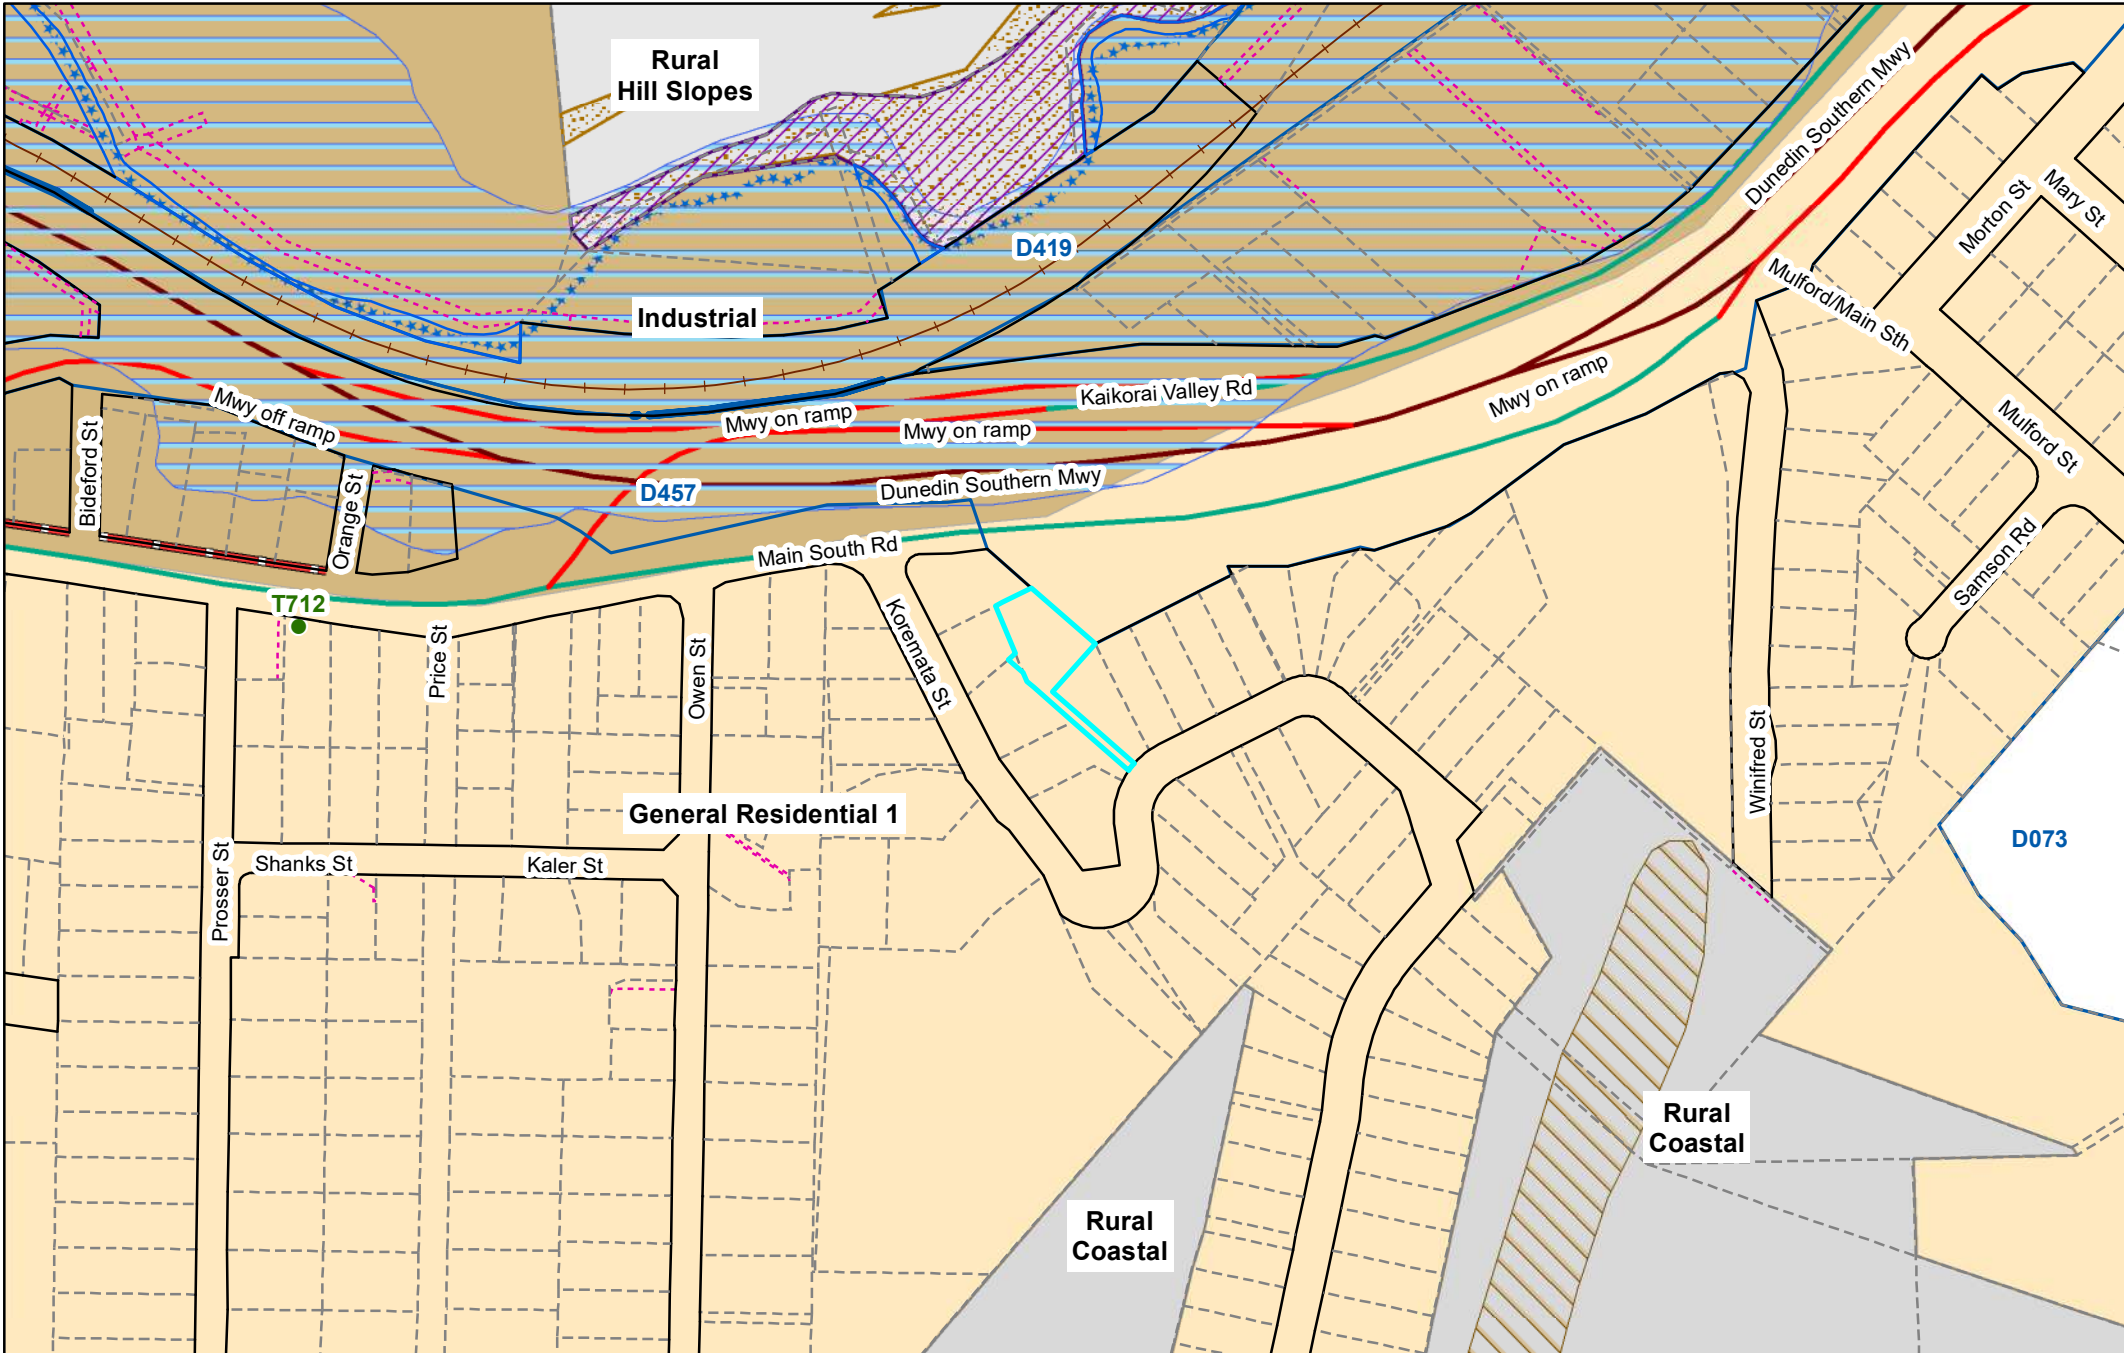 Rural
Hill Slopes
Dunedin Southern Mwy
Mary St
Morton St
D419
Mulford/Main Sth
Industrial
Kaikorai Valley Rd
Mwy on ramp
Mwy off ramp
Mwy on ramp
Mwy on ramp
Mulford St
Bideford St
Dunedin Southern Mwy
D457
Orange St
Main South Rd
Samson Rd
T712
Koremata St
Price St
Owen St
Winifred St
General Residential 1
D073
Shanks St
Kaler St
Prosser St
Rural
Coastal
Rural
Coastal